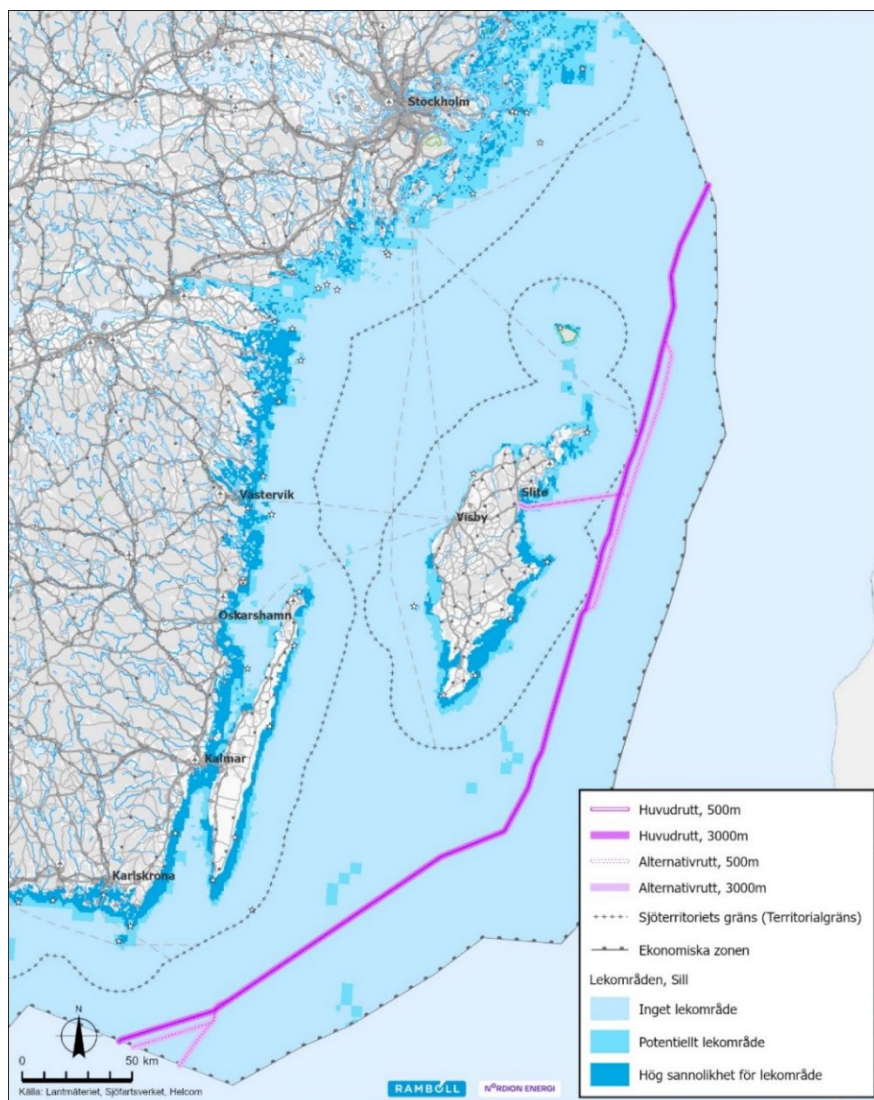 Stockholm
Västervik
Slite
Visby
Oskarshamn
Kalmar
Karlskrona
N
0 50 km
Källa: Lantmäteriet, Sjöfartsverket, Helcom
RAMBOLL
NORDION ENERGI
Huvudrutt, 500m
Huvudrutt, 3000m
Alternativrutt, 500m
Alternativrutt, 3000m
Sjöterritoriets gräns (Territorialgräns)
Ekonomiska zonen
Lekområden, Sill
Inget lekområde
Potentiellt lekområde
Hög sannolikhet för lekområde